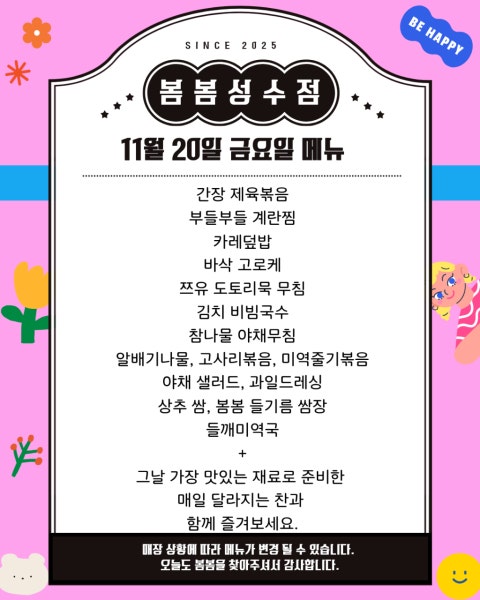 BE HAPPY
SINCE 2025
봄봄성수점
11월 20일 금요일 메뉴
간장 제육볶음
부들부들 계란찜
카레덮밥
바삭 고로케
쯔유 도토리묵 무침
김치 비빔국수
참나물 야채무침
알배기나물, 고사리볶음, 미역줄기볶음
야채 샐러드, 과일드레싱
상추 쌈, 봄봄 들기름 쌈장
들깨미역국
+
그날 가장 맛있는 재료로 준비한
매일 달라지는 찬과
함께 즐겨보세요.
매장 상황에 따라 메뉴가 변경 될 수 있습니다.
오늘도 봄봄을 찾아주셔서 감사합니다.